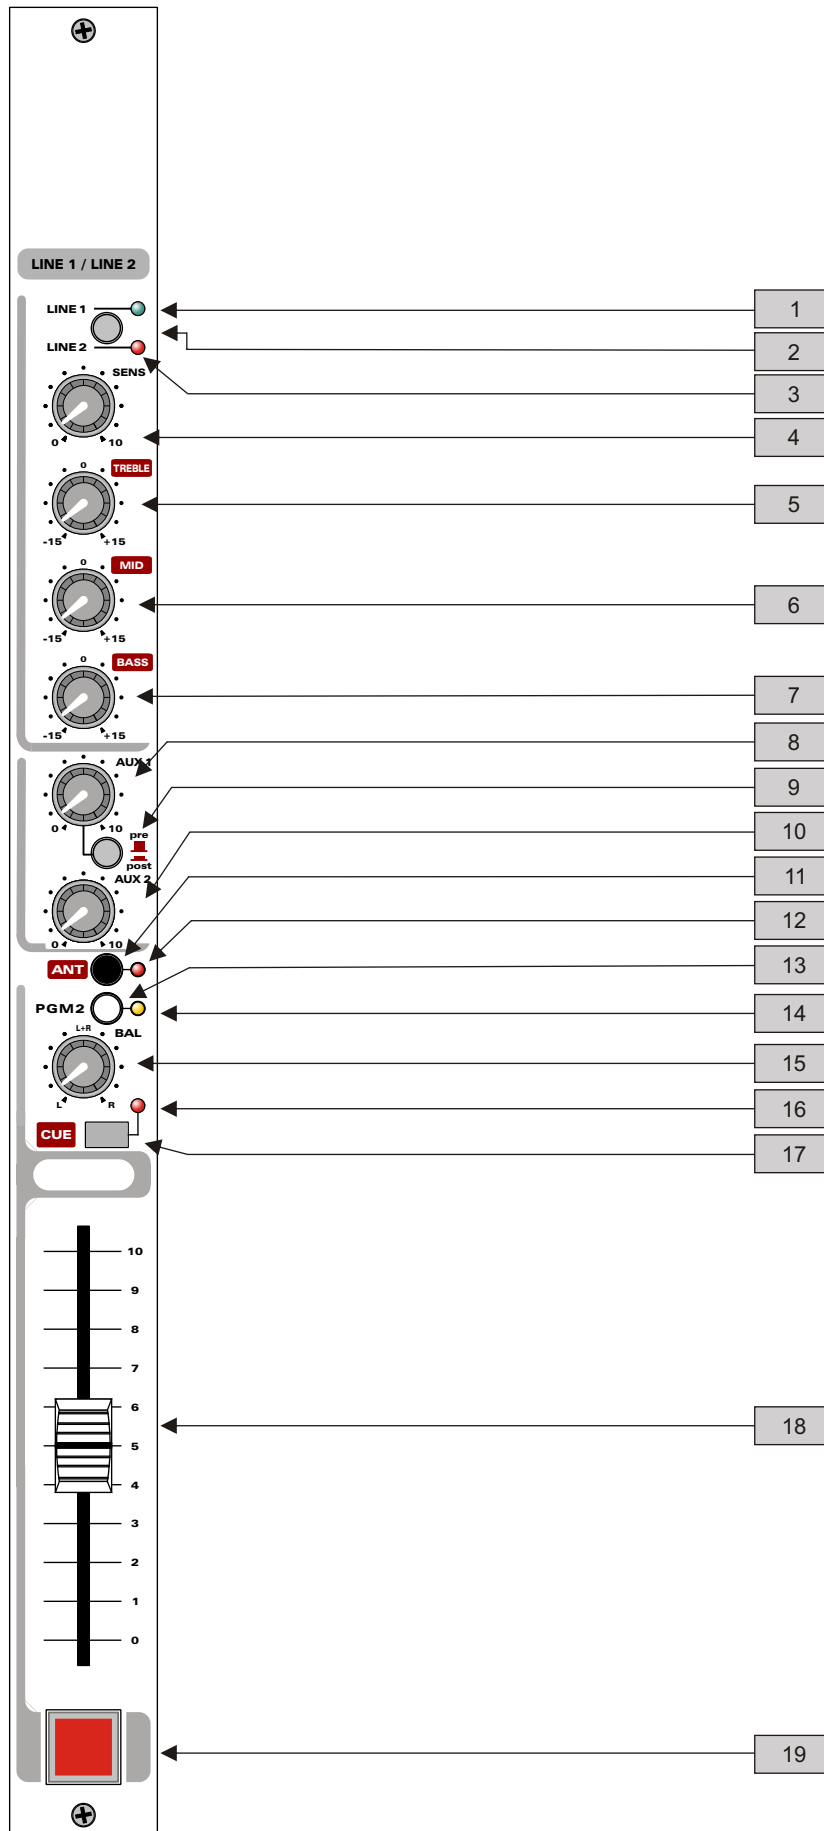 LINE 1 / LINE 2
LINE 1
1
2
LINE 2
SENS
3
0 10
4
0 TREBLE
5
-15 +15
0 MID
6
-15 +15
0 BASS
7
-15 +15
8
AUX 1
9
0 10
pre
10
post
AUX 2
11
12
0 10
13
ANT
PGM2
14
L+R BAL
15
L R
16
CUE
17
10
9
8
7
6
18
5
4
3
2
1
0
19